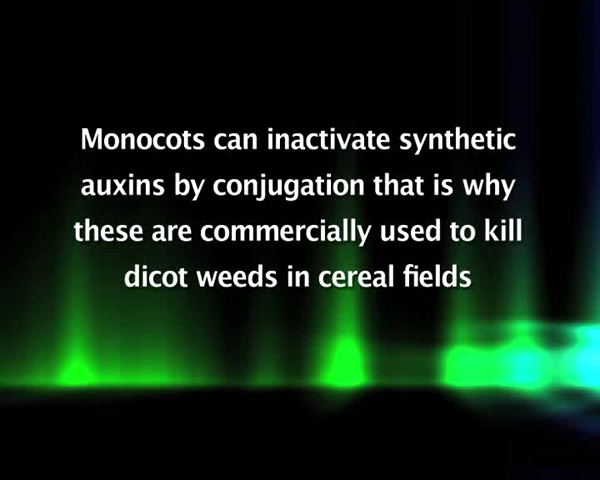 Monocots can inactivate synthetic
auxins by conjugation that is why
these are commercially used to kill
dicot weeds in cereal fields